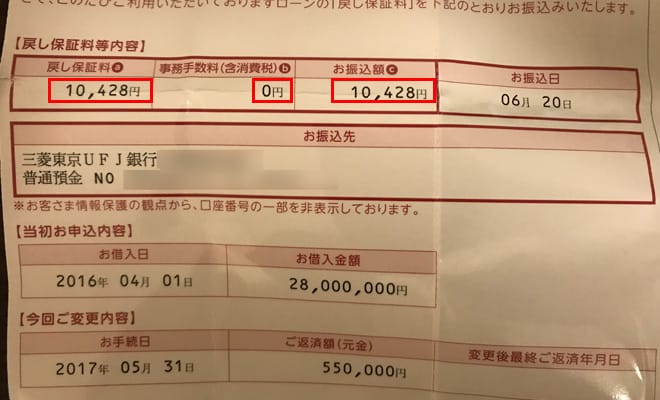 このたびご利用いただいておりますローンの「戻し保証料」を下記のとおりお振込みいたします。
【戻し保証料等内容】
戻し保証料ⓐ 事務手数料(含消費税)ⓑ お振込額ⓒ お振込日
10,428円 0円 10,428円 06月 20日
お振込先
三菱東京UFJ銀行
普通預金 NO
※お客さま情報保護の観点から、口座番号の一部を非表示しております。
【当初お申込内容】
お借入日 お借入金額
2016年 04月 01日 28,000,000円
【今回ご変更内容】
お手続日 ご返済額(元金) 変更後最終ご返済年月日
2017年 05月 31日 550,000円